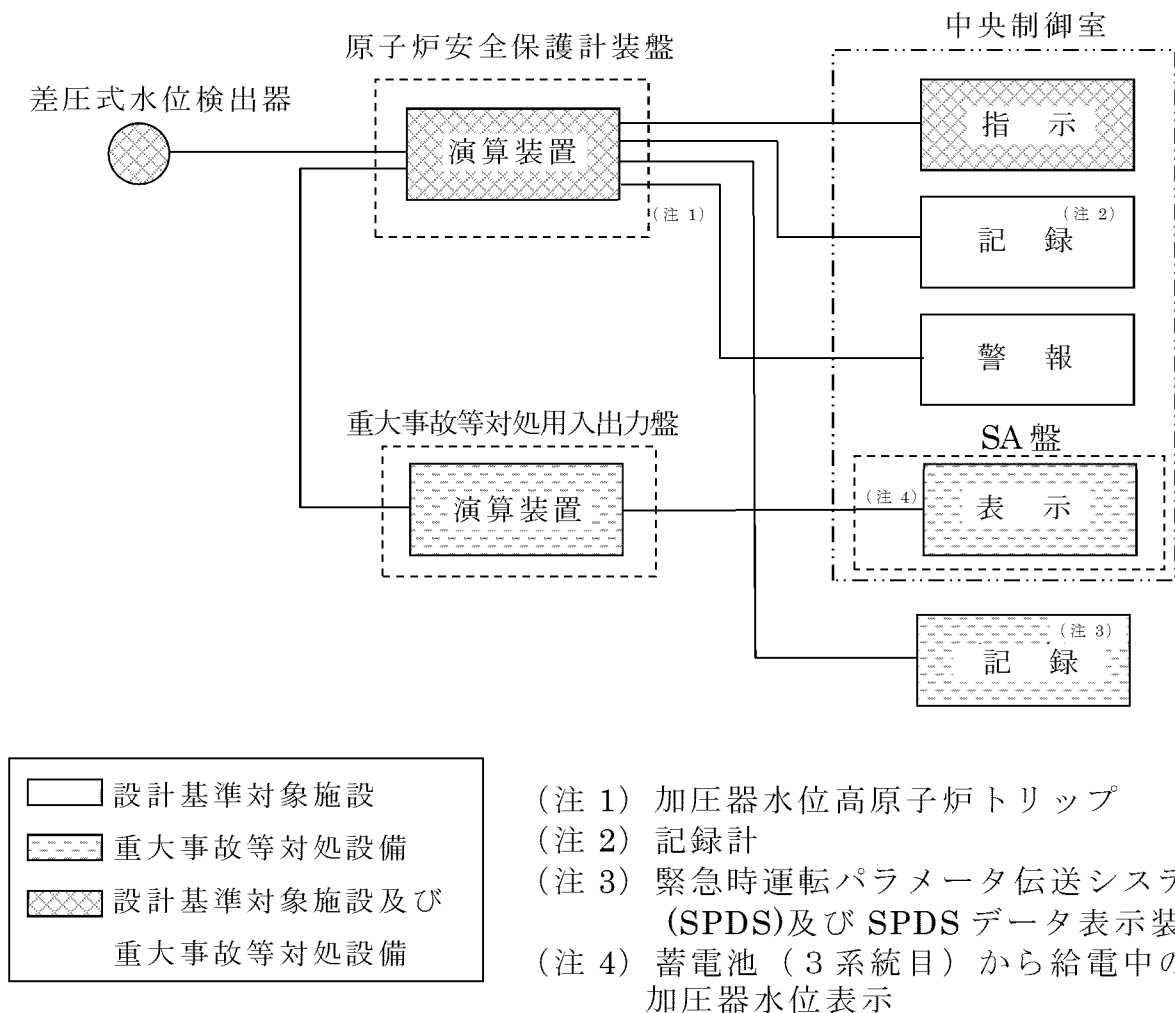 中央制御室
原子炉安全保護計装盤
差圧式水位検出器
演算装置
指 示
(注 1)
(注 2)
記 録
警 報
重大事故等対処用入出力盤
SA 盤
演算装置
(注 4)
表 示
(注 3)
記 録
設計基準対象施設
重大事故等対処設備
設計基準対象施設及び
重大事故等対処設備
(注 1) 加圧器水位高原子炉トリップ
(注 2) 記録計
(注 3) 緊急時運転パラメータ伝送システ
(SPDS)及び SPDS データ表示装
(注 4) 蓄電池（３系統目）から給電中の
加圧器水位表示